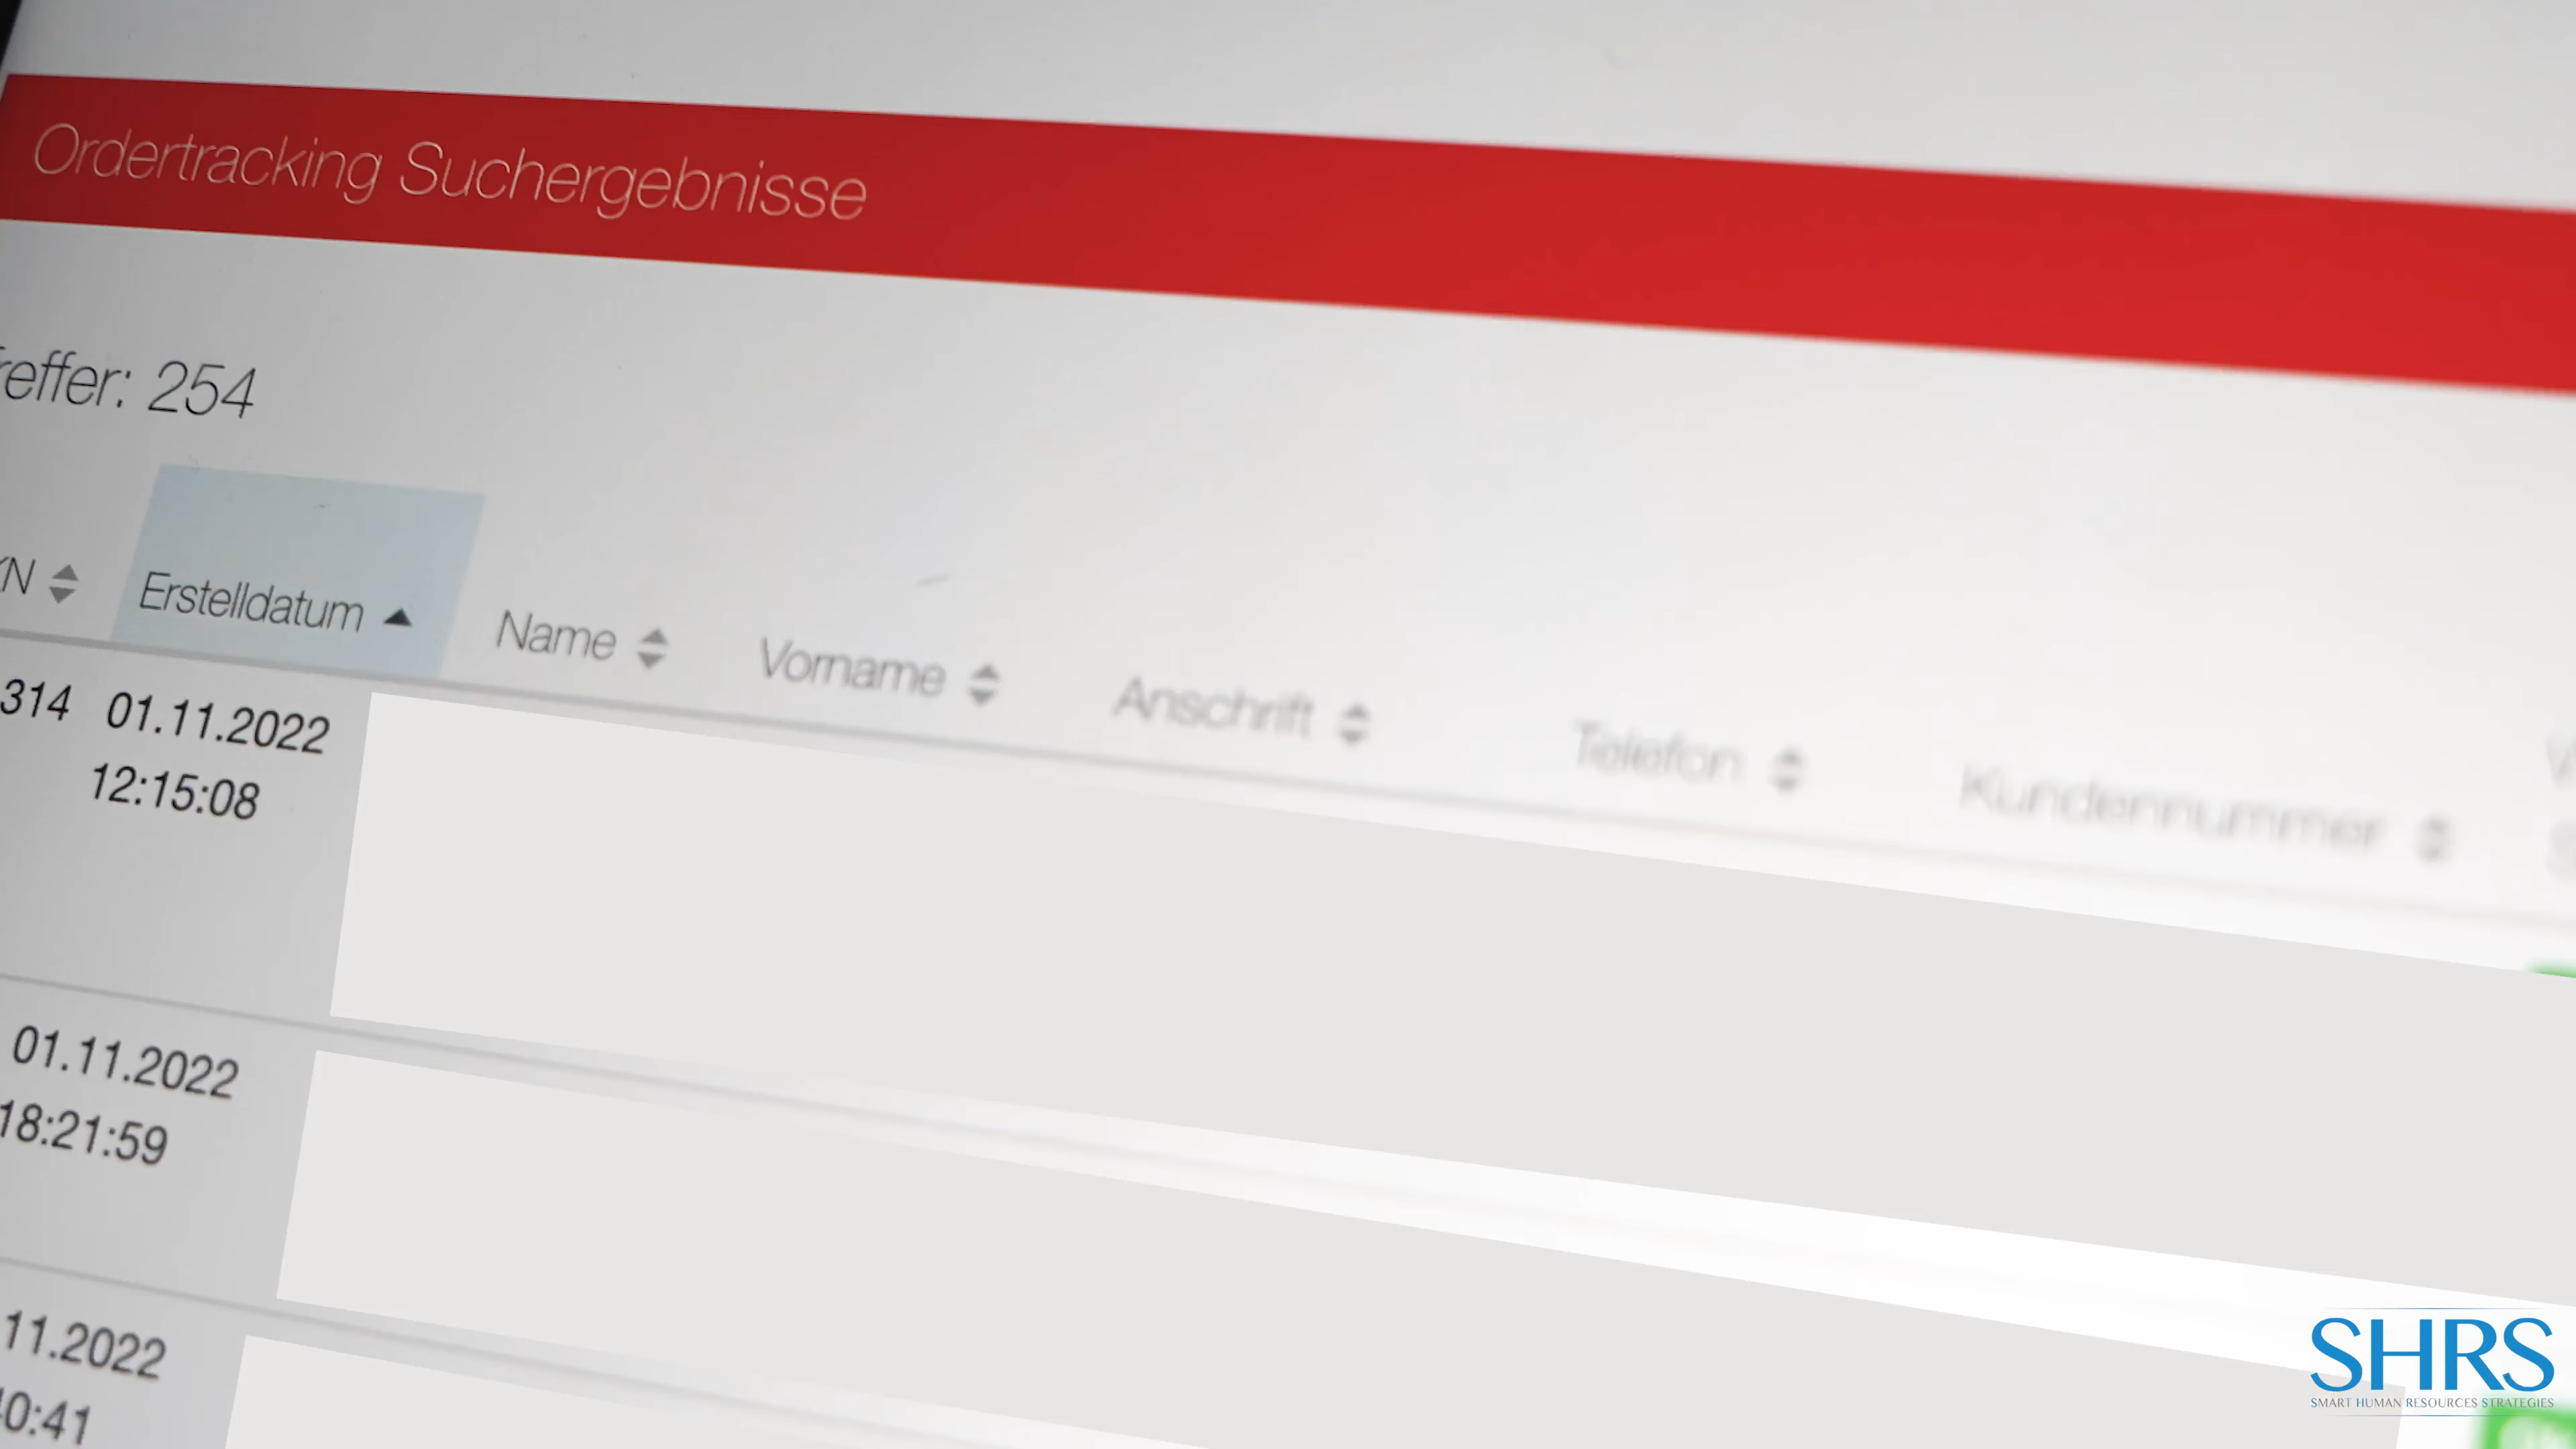 Ordertracking Suchergebnisse
reffer: 254
N Erstelldatum Name Vorname Anschrift Telefon Kundennummer
314 01.11.2022
12:15:08
01.11.2022
18:21:59
11.2022
0:41
SHRS
SMART HUMAN RESOURCES STRATEGIES